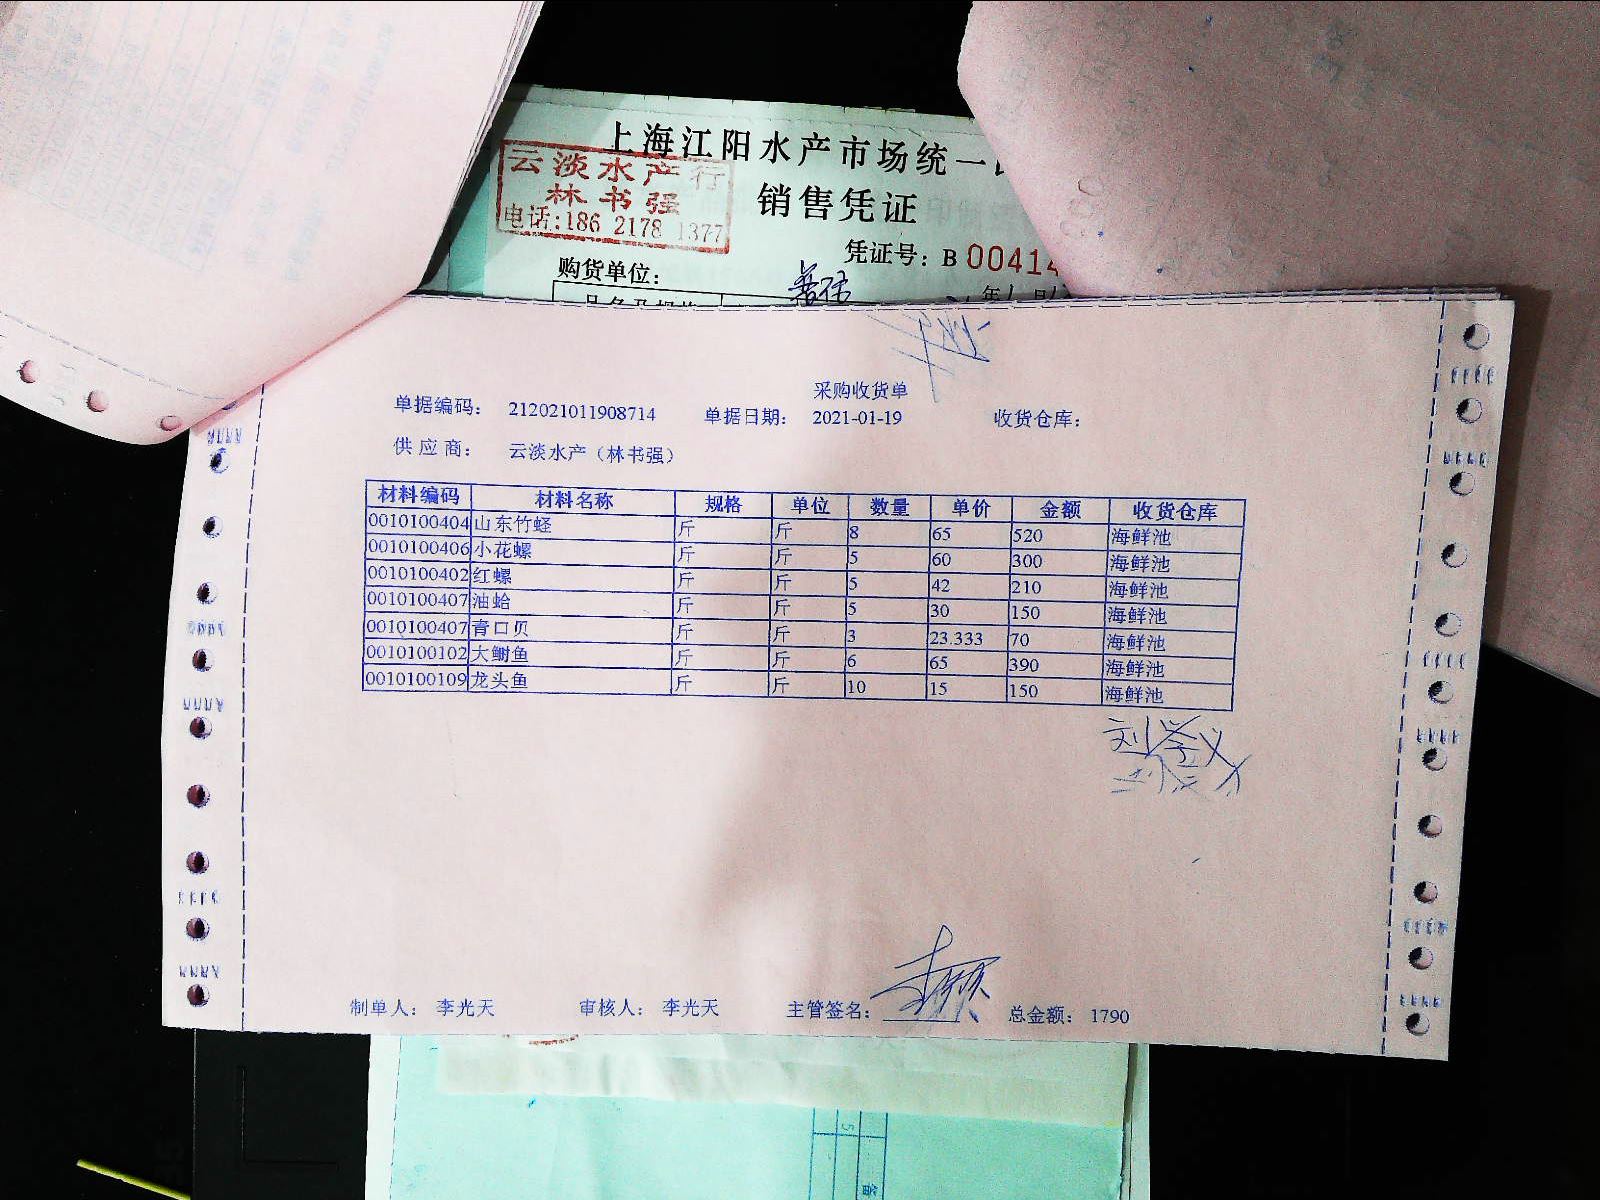 上海江阳水产市场统一
云淡水产行
林书强
电话:186 2178 1377
销售凭证
凭证号: B 00414
购货单位:
采购收货单
单据编码: 212021011908714 单据日期: 2021-01-19 收货仓库:
供应商: 云淡水产（林书强）
材料编码 材料名称 规格 单位 数量 单价 金额 收货仓库
0010100404 山东竹蛏 斤 斤 8 65 520 海鲜池
0010100406 小花螺 斤 斤 5 60 300 海鲜池
0010100402 红螺 斤 斤 5 42 210 海鲜池
0010100407 油蛤 斤 斤 5 30 150 海鲜池
0010100407 青口贝 斤 斤 3 23.333 70 海鲜池
0010100102 大鲥鱼 斤 斤 6 65 390 海鲜池
0010100109 龙头鱼 斤 斤 10 15 150 海鲜池
制单人: 李光天 审核人: 李光天 主管签名: 总金额: 1790